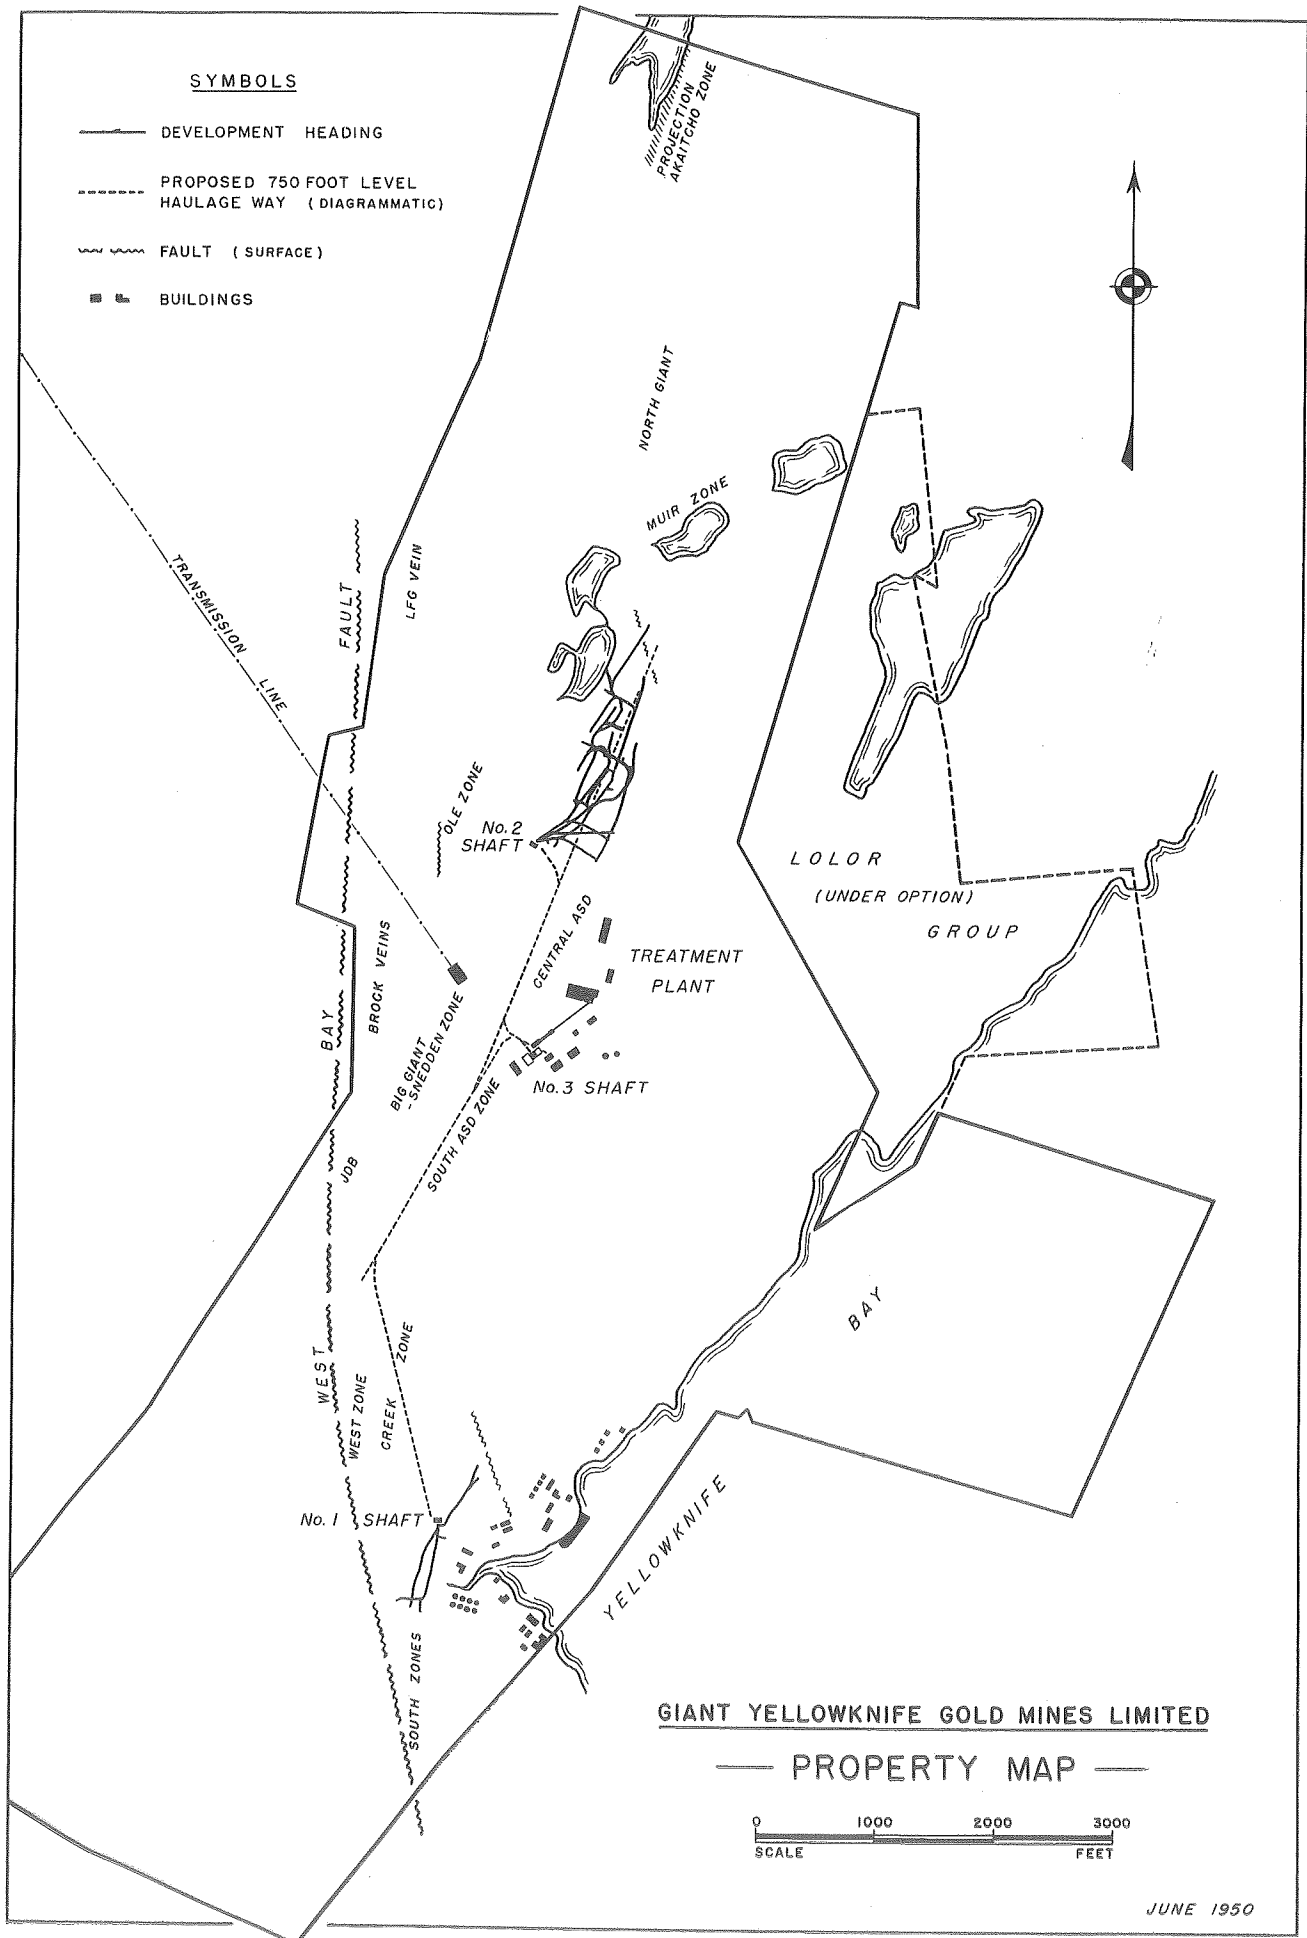 SYMBOLS
DEVELOPMENT HEADING
PROPOSED 750 FOOT LEVEL
HAULAGE WAY (DIAGRAMMATIC)
FAULT (SURFACE)
BUILDINGS
PROJECTION
AKAITCHO ZONE
NORTH GIANT
MUIR ZONE
LFG VEIN
TRANSMISSION LINE
WEST BAY FAULT
OLE ZONE
No. 2
SHAFT
LOLOR
(UNDER OPTION)
GROUP
CENTRAL ASD
TREATMENT
PLANT
BROCK VEINS
BIG GIANT
-SNEDDEN ZONE
No. 3 SHAFT
SOUTH ASD ZONE
JDB
WEST ZONE
CREEK ZONE
No. 1 SHAFT
SOUTH ZONES
YELLOWKNIFE BAY
GIANT YELLOWKNIFE GOLD MINES LIMITED
PROPERTY MAP
0 1000 2000 3000
SCALE FEET
JUNE 1950